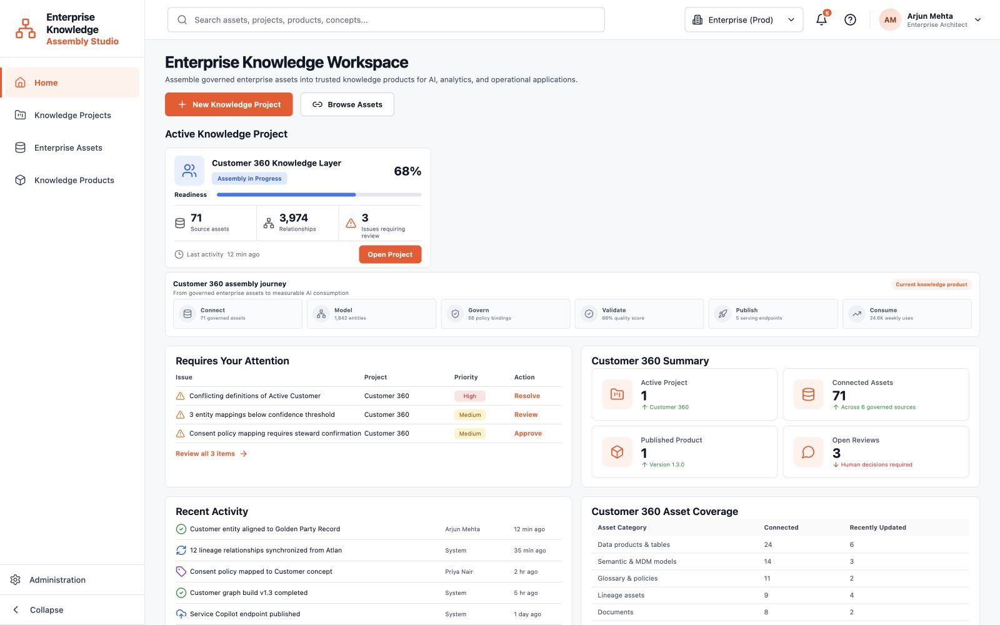 Enterprise
Knowledge
Assembly Studio
Search assets, projects, products, concepts...
Enterprise (Prod)
5
AM
Arjun Mehta
Enterprise Architect
Home
Knowledge Projects
Enterprise Assets
Knowledge Products
Administration
Collapse
Enterprise Knowledge Workspace
Assemble governed enterprise assets into trusted knowledge products for AI, analytics, and operational applications.
New Knowledge Project
Browse Assets
Active Knowledge Project
Customer 360 Knowledge Layer
Assembly in Progress
68%
Readiness
71
Source assets
3,974
Relationships
3
Issues requiring
review
Last activity 12 min ago
Open Project
Customer 360 assembly journey
From governed enterprise assets to measurable AI consumption
Current knowledge product
Connect
71 governed assets
Model
1,842 entities
Govern
56 policy bindings
Validate
86% quality score
Publish
5 serving endpoints
Consume
24.6K weekly uses
Requires Your Attention
Issue Project Priority Action
Conflicting definitions of Active Customer Customer 360 High Resolve
3 entity mappings below confidence threshold Customer 360 Medium Review
Consent policy mapping requires steward confirmation Customer 360 Medium Approve
Review all 3 items
Customer 360 Summary
Active Project
1
Customer 360
Connected Assets
71
Across 6 governed sources
Published Product
1
Version 1.3.0
Open Reviews
3
Human decisions required
Recent Activity
Customer entity aligned to Golden Party Record Arjun Mehta 12 min ago
12 lineage relationships synchronized from Atlan System 35 min ago
Consent policy mapped to Customer concept Priya Nair 2 hr ago
Customer graph build v1.3 completed System 5 hr ago
Service Copilot endpoint published System 1 day ago
Customer 360 Asset Coverage
Asset Category Connected Recently Updated
Data products & tables 24 6
Semantic & MDM models 14 3
Glossary & policies 11 2
Lineage assets 9 4
Documents 8 2